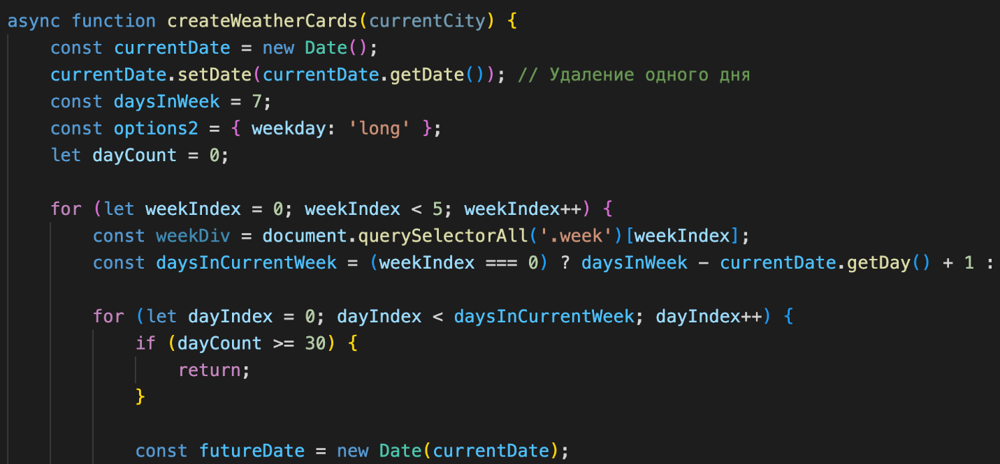 async function createWeatherCards(currentCity) {
const currentDate = new Date();
currentDate.setDate(currentDate.getDate()); // Удаление одного дня
const daysInWeek = 7;
const options2 = { weekday: 'long' };
let dayCount = 0;
for (let weekIndex = 0; weekIndex < 5; weekIndex++) {
const weekDiv = document.querySelectorAll('.week')[weekIndex];
const daysInCurrentWeek = (weekIndex === 0) ? daysInWeek - currentDate.getDay() + 1 :
for (let dayIndex = 0; dayIndex < daysInCurrentWeek; dayIndex++) {
if (dayCount >= 30) {
return;
}
const futureDate = new Date(currentDate);